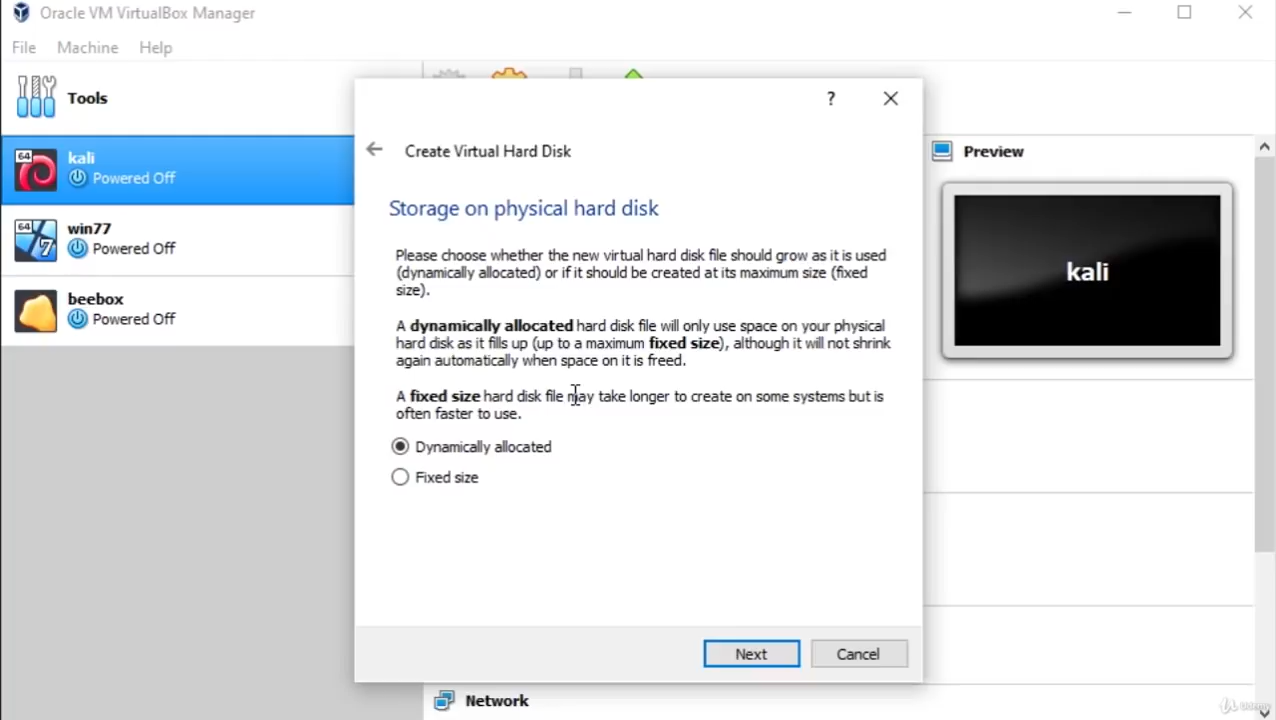 Oracle VM VirtualBox Manager
File Machine Help
Tools
64
kali
Powered Off
64
7
win77
Powered Off
beebox
Powered Off
?
Create Virtual Hard Disk
Storage on physical hard disk
Please choose whether the new virtual hard disk file should grow as it is used
(dynamically allocated) or if it should be created at its maximum size (fixed
size).
A dynamically allocated hard disk file will only use space on your physical
hard disk as it fills up (up to a maximum fixed size), although it will not shrink
again automatically when space on it is freed.
A fixed size hard disk file may take longer to create on some systems but is
often faster to use.
Dynamically allocated
Fixed size
Next
Cancel
Preview
kali
Network
Udemy